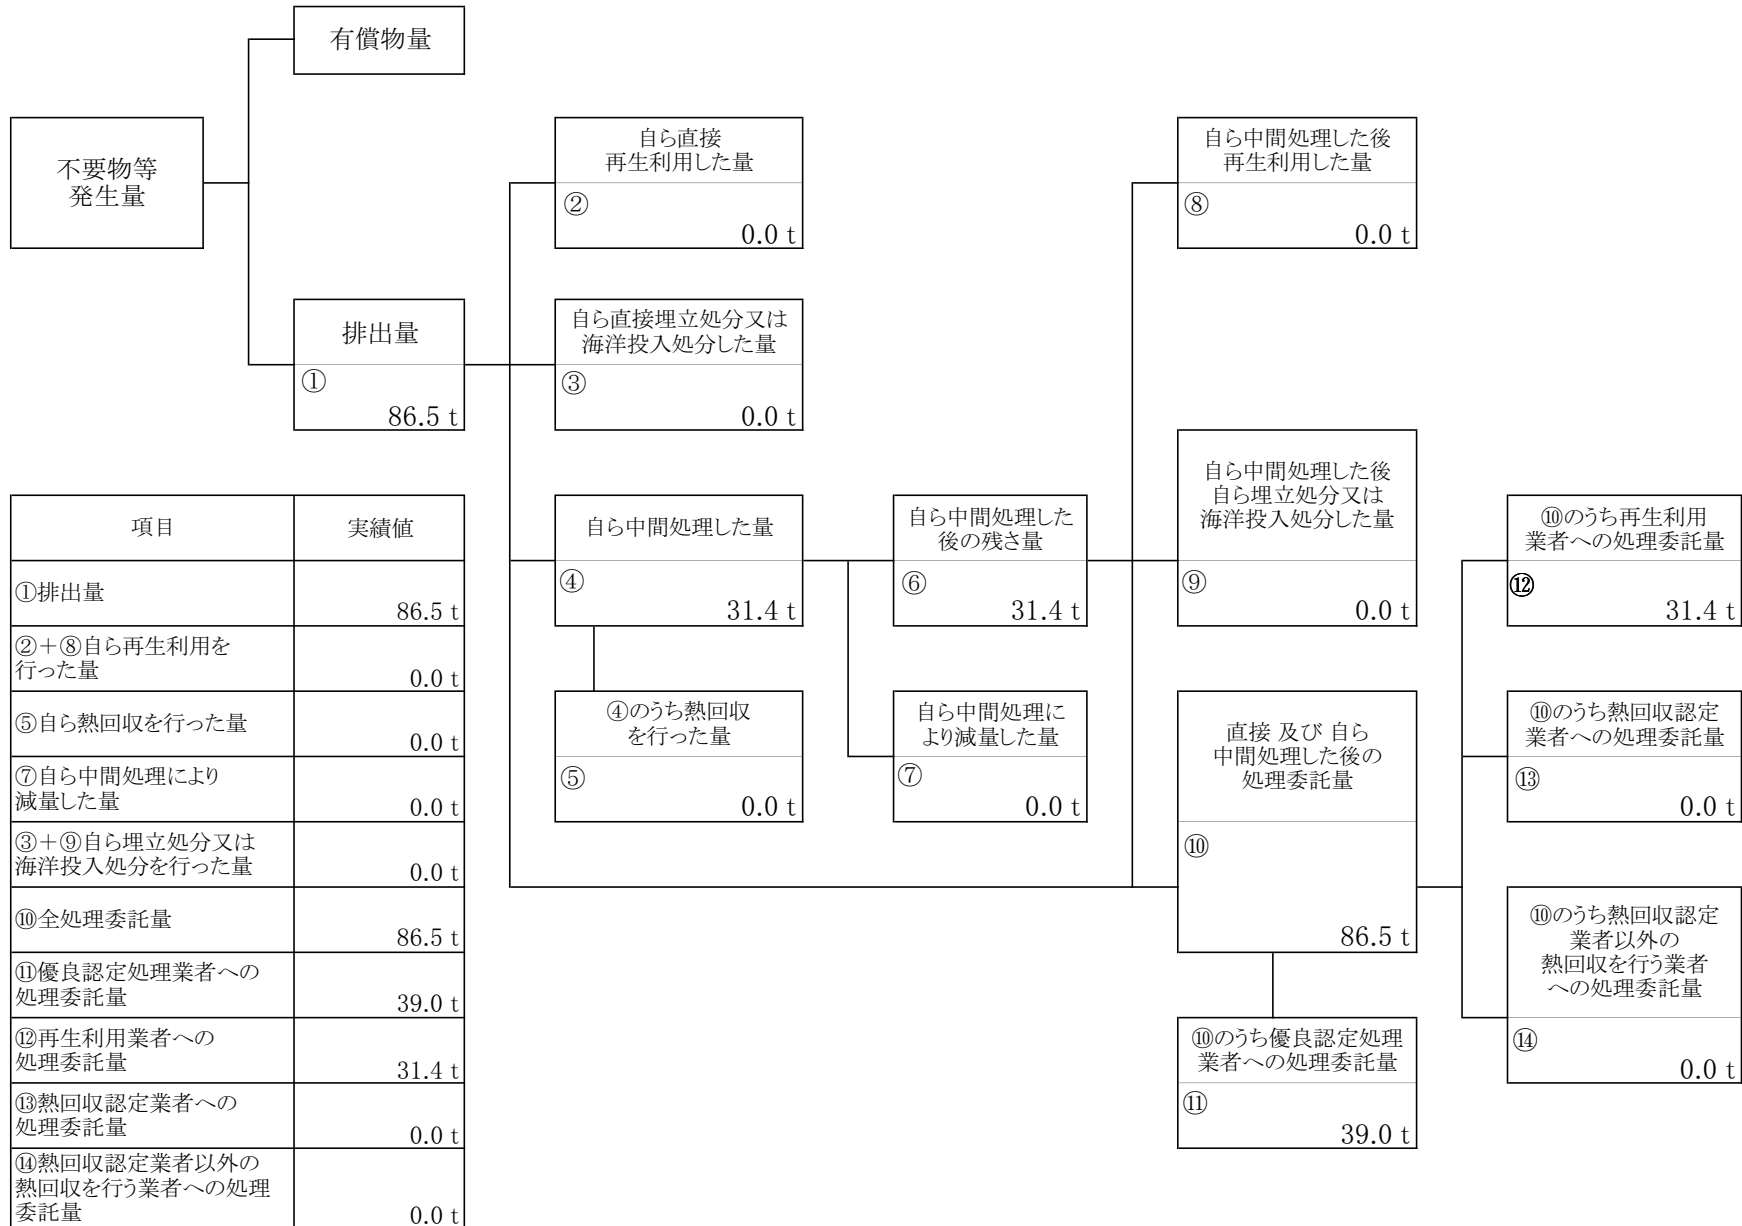 有償物量
不要物等
発生量
自ら直接
再生利用した量
②
0.0 t
自ら中間処理した後
再生利用した量
⑧
0.0 t
排出量
①
86.5 t
自ら直接埋立処分又は
海洋投入処分した量
③
0.0 t
自ら中間処理した量
④
31.4 t
自ら中間処理した
後の残さ量
⑥
31.4 t
自ら中間処理した後
自ら埋立処分又は
海洋投入処分した量
⑨
0.0 t
⑩のうち再生利用
業者への処理委託量
⑫
31.4 t
④のうち熱回収
を行った量
⑤
0.0 t
自ら中間処理に
より減量した量
⑦
0.0 t
直接 及び 自ら
中間処理した後の
処理委託量
⑩
86.5 t
⑩のうち熱回収認定
業者への処理委託量
⑬
0.0 t
⑩のうち熱回収認定
業者以外の
熱回収を行う業者
への処理委託量
⑭
0.0 t
⑩のうち優良認定処理
業者への処理委託量
⑪
39.0 t
項目 実績値
①排出量
86.5 t
②＋⑧自ら再生利用を
行った量
0.0 t
⑤自ら熱回収を行った量
0.0 t
⑦自ら中間処理により
減量した量
0.0 t
③＋⑨自ら埋立処分又は
海洋投入処分を行った量
0.0 t
⑩全処理委託量
86.5 t
⑪優良認定処理業者への
処理委託量
39.0 t
⑫再生利用業者への
処理委託量
31.4 t
⑬熱回収認定業者への
処理委託量
0.0 t
⑭熱回収認定業者以外の
熱回収を行う業者への処理
委託量
0.0 t